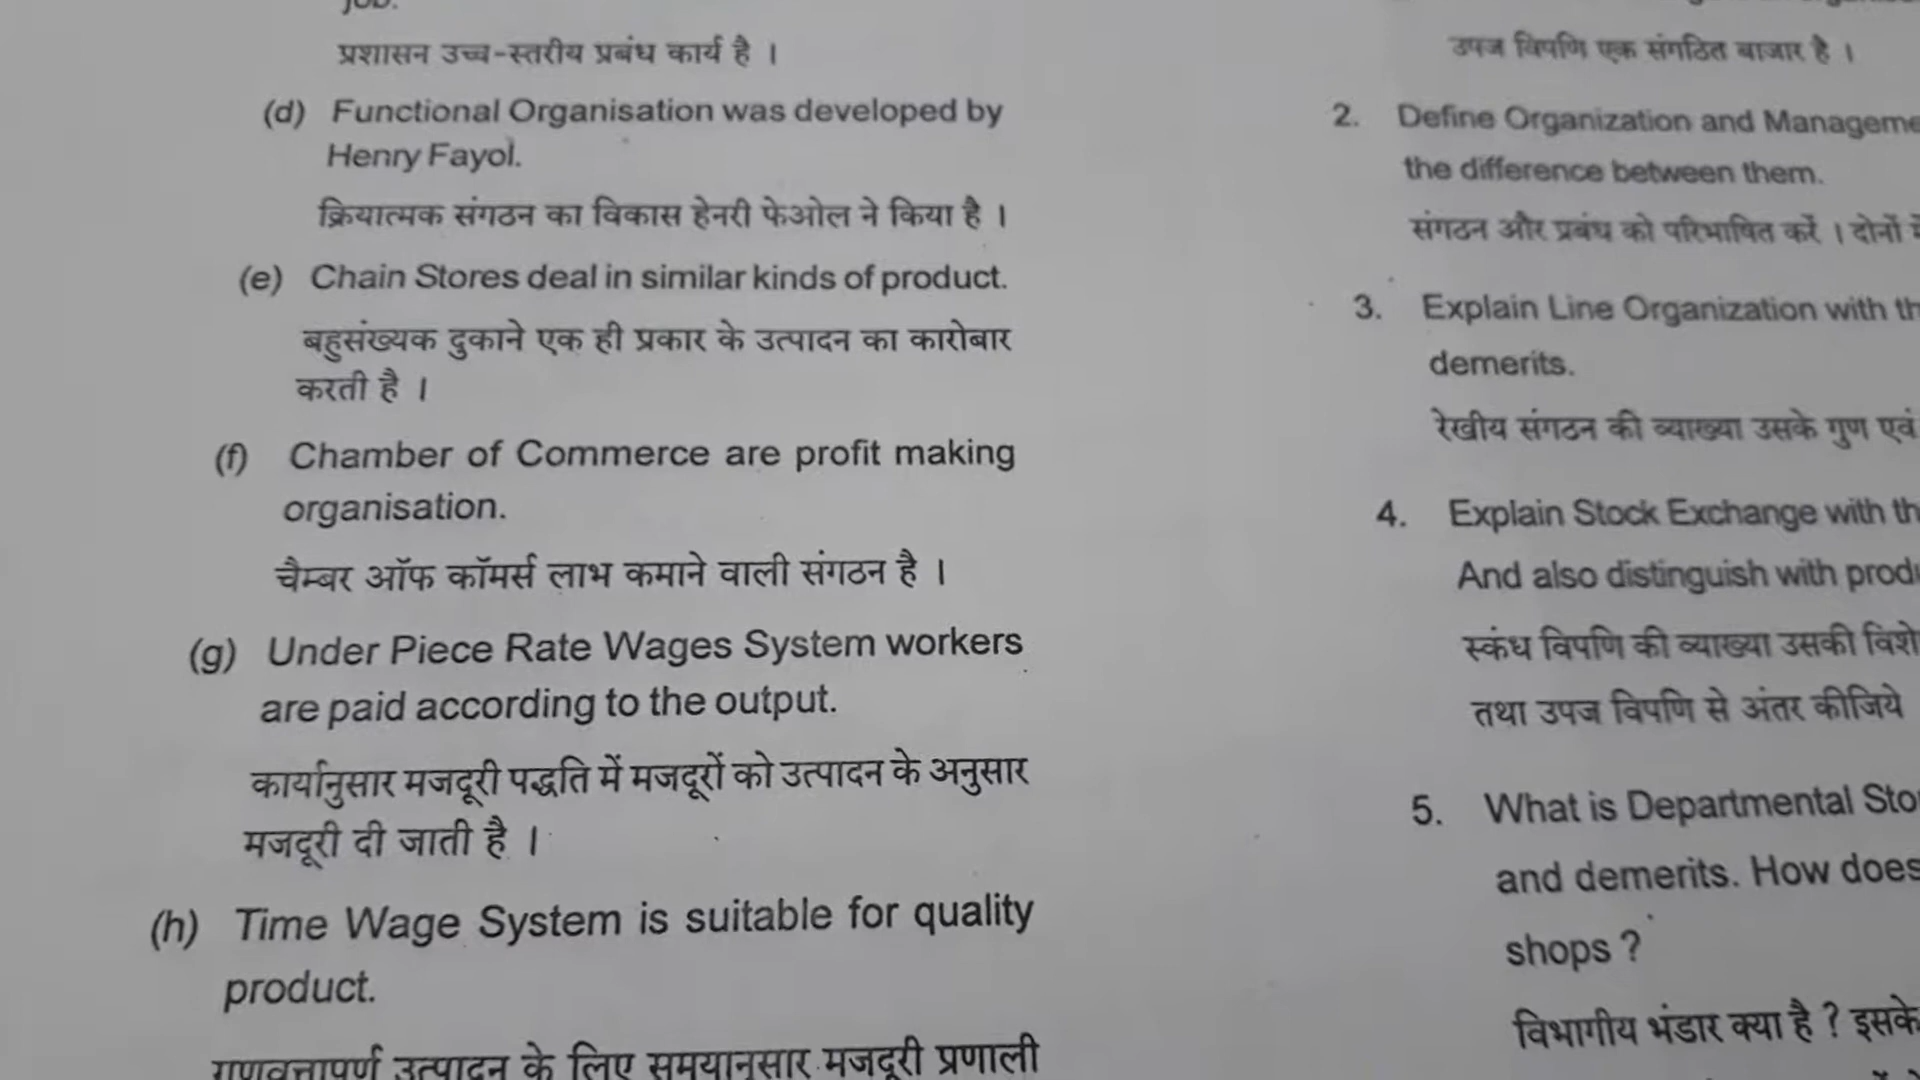 प्रशासन उच्च-स्तरीय प्रबंध कार्य है ।
(d) Functional Organisation was developed by
Henry Fayol.
क्रियात्मक संगठन का विकास हेनरी फेओल ने किया है ।
(e) Chain Stores deal in similar kinds of product.
बहुसंख्यक दुकाने एक ही प्रकार के उत्पादन का कारोबार
करती है ।
(f) Chamber of Commerce are profit making
organisation.
चैम्बर ऑफ कॉमर्स लाभ कमाने वाली संगठन है ।
(g) Under Piece Rate Wages System workers
are paid according to the output.
कार्यानुसार मजदूरी पद्धति में मजदूरों को उत्पादन के अनुसार
मजदूरी दी जाती है ।
(h) Time Wage System is suitable for quality
product.
गुणवत्तापूर्ण उत्पादन के लिए समयानुसार मजदूरी प्रणाली
उपज विपणि एक संगठित बाजार है ।
2. Define Organization and
the difference between them.
संगठन और प्रबंध को परिभाषित करें । दोनों
3. Explain Line Organization with
demerits.
रेखीय संगठन की व्याख्या उसके गुण एवं
4. Explain Stock Exchange with
And also distinguish with
स्कंध विपणि की व्याख्या उसकी
तथा उपज विपणि से अंतर कीजिये
5. What is Departmental
and demerits. How does
shops ?
विभागीय भंडार क्या है ? इसके